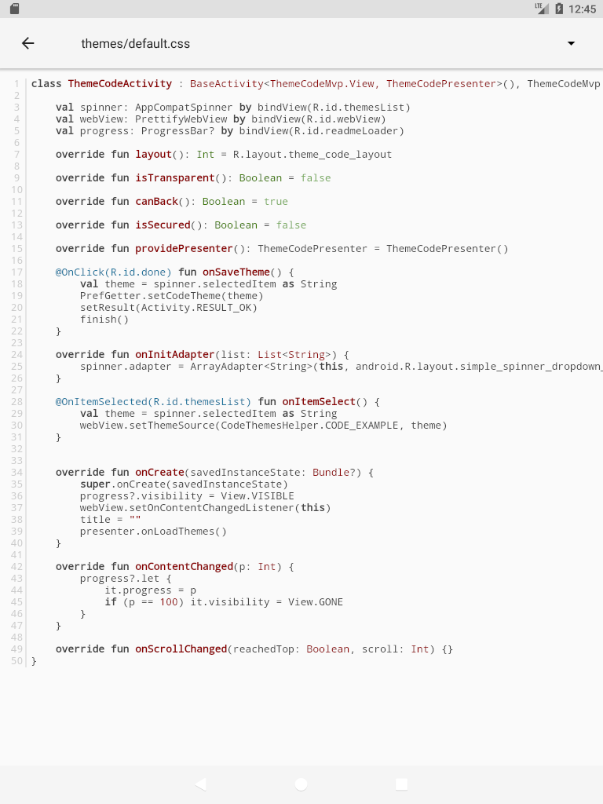 LTE 12:45
themes/default.css
1 class ThemeCodeActivity : BaseActivity<ThemeCodeMvp.View, ThemeCodePresenter>(), ThemeCodeMvp
2
3     val spinner: AppCompatSpinner by bindView(R.id.themesList)
4     val webView: PrettifyWebView by bindView(R.id.webView)
5     val progress: ProgressBar? by bindView(R.id.readmeLoader)
6
7     override fun layout(): Int = R.layout.theme_code_layout
8
9     override fun isTransparent(): Boolean = false
10
11     override fun canBack(): Boolean = true
12
13     override fun isSecured(): Boolean = false
14
15     override fun providePresenter(): ThemeCodePresenter = ThemeCodePresenter()
16
17     @OnClick(R.id.done) fun onSaveTheme() {
18         val theme = spinner.selectedItem as String
19         PrefGetter.setCodeTheme(theme)
20         setResult(Activity.RESULT_OK)
21         finish()
22     }
23
24     override fun onInitAdapter(list: List<String>) {
25         spinner.adapter = ArrayAdapter<String>(this, android.R.layout.simple_spinner_dropdown_
26     }
27
28     @OnItemSelected(R.id.themesList) fun onItemSelect() {
29         val theme = spinner.selectedItem as String
30         webView.setThemeSource(CodeThemesHelper.CODE_EXAMPLE, theme)
31     }
32
33
34     override fun onCreate(savedInstanceState: Bundle?) {
35         super.onCreate(savedInstanceState)
36         progress?.visibility = View.VISIBLE
37         webView.setOnContentChangedListener(this)
38         title = ""
39         presenter.onLoadThemes()
40     }
41
42     override fun onContentChanged(p: Int) {
43         progress?.let {
44             it.progress = p
45             if (p == 100) it.visibility = View.GONE
46         }
47     }
48
49     override fun onScrollChanged(reachedTop: Boolean, scroll: Int) {}
50 }